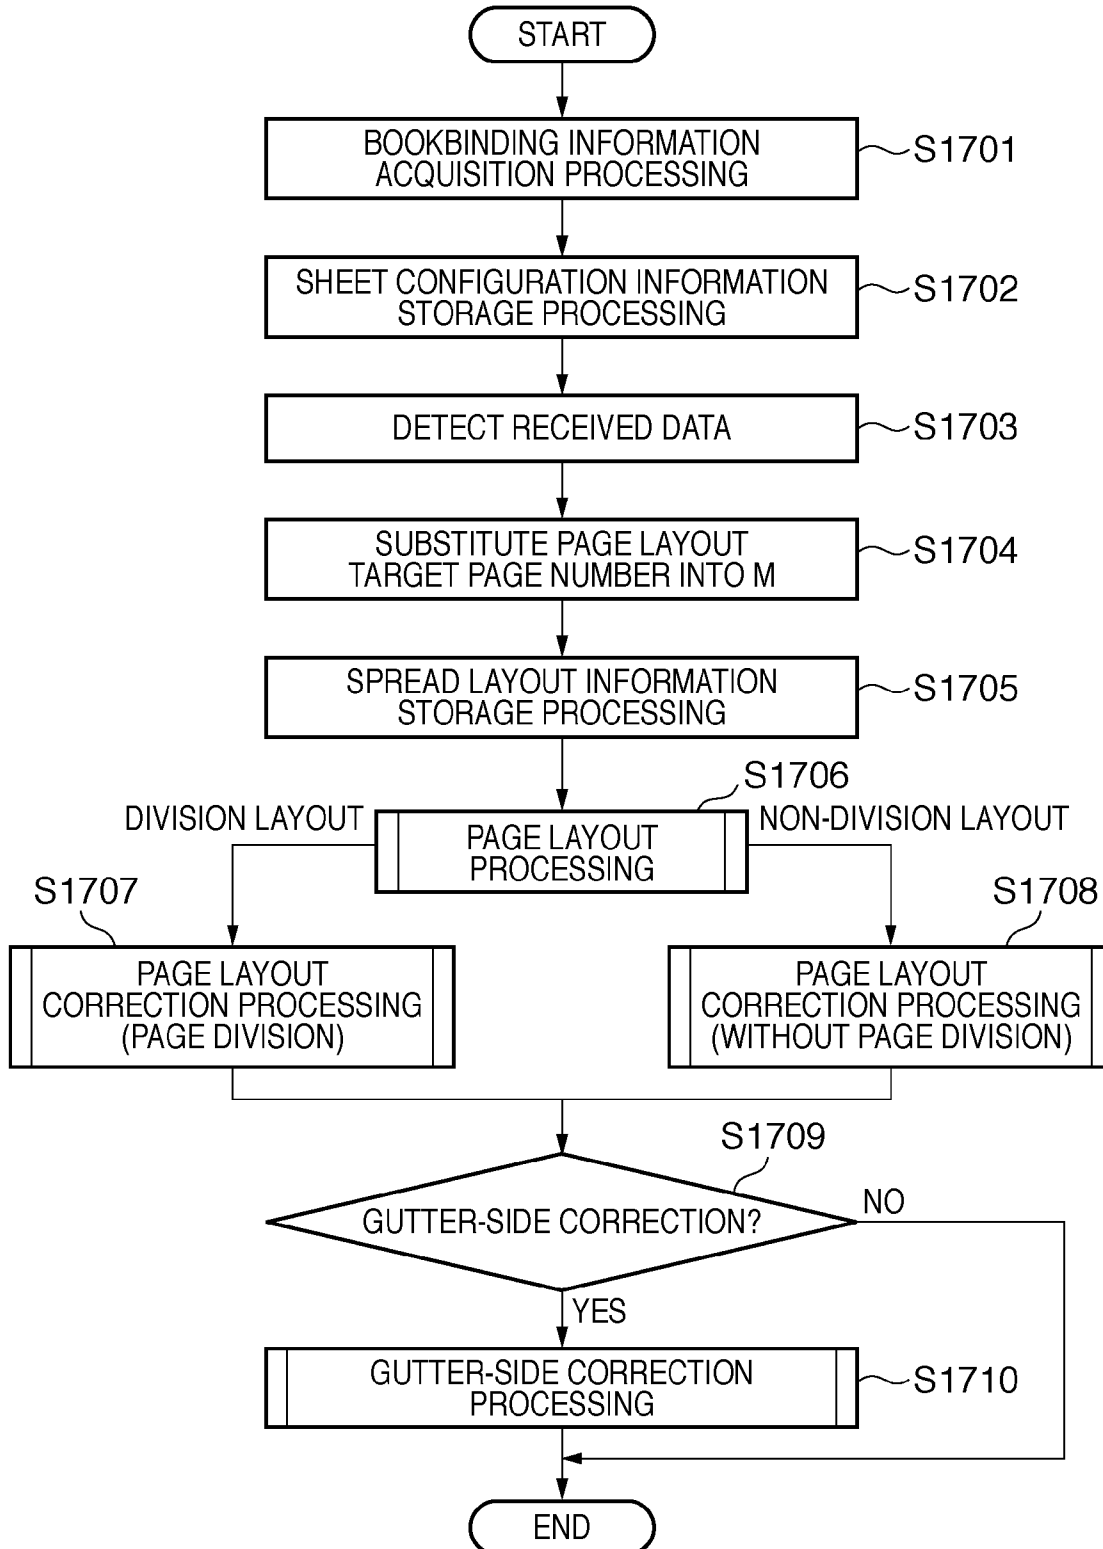 START
BOOKBINDING INFORMATION
ACQUISITION PROCESSING
S1701
SHEET CONFIGURATION INFORMATION
STORAGE PROCESSING
S1702
DETECT RECEIVED DATA
S1703
SUBSTITUTE PAGE LAYOUT
TARGET PAGE NUMBER INTO M
S1704
SPREAD LAYOUT INFORMATION
STORAGE PROCESSING
S1705
S1706
DIVISION LAYOUT
PAGE LAYOUT
PROCESSING
NON-DIVISION LAYOUT
S1707
PAGE LAYOUT
CORRECTION PROCESSING
(PAGE DIVISION)
S1708
PAGE LAYOUT
CORRECTION PROCESSING
(WITHOUT PAGE DIVISION)
S1709
GUTTER-SIDE CORRECTION?
NO
YES
GUTTER-SIDE CORRECTION
PROCESSING
S1710
END